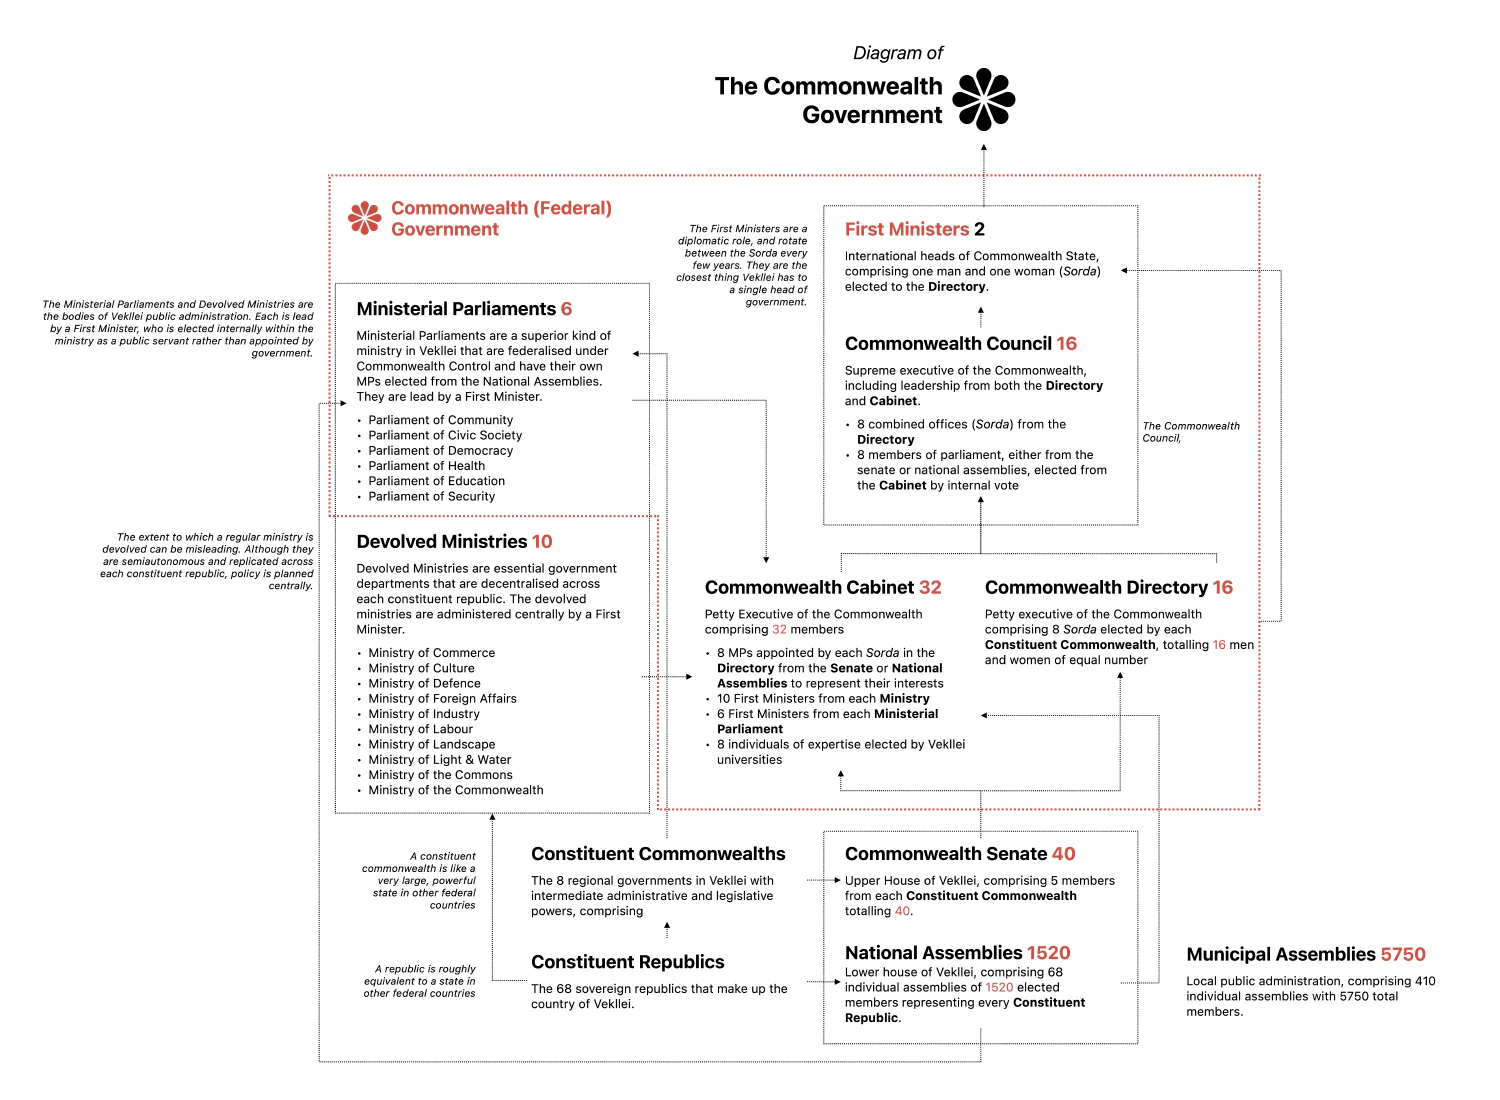 Diagram of
The Commonwealth
Government
Commonwealth (Federal)
Government
The First Ministers are a
diplomatic role, and rotate
between the Sorda every
few years. They are the
closest thing Vekllei has to
a single head of
government.
First Ministers 2
International heads of Commonwealth State,
comprising one man and one woman (Sorda)
elected to the Directory.
The Ministerial Parliaments and Devolved Ministries are
the bodies of Vekllei public administration. Each is lead
by a First Minister, who is elected internally within the
ministry as a public servant rather than appointed by
government.
Ministerial Parliaments 6
Ministerial Parliaments are a superior kind of
ministry in Vekllei that are federalised under
Commonwealth Control and have their own
MPs elected from the National Assemblies.
They are lead by a First Minister.
• Parliament of Community
• Parliament of Civic Society
• Parliament of Democracy
• Parliament of Health
• Parliament of Education
• Parliament of Security
Commonwealth Council 16
Supreme executive of the Commonwealth,
including leadership from both the Directory
and Cabinet.
• 8 combined offices (Sorda) from the
Directory
• 8 members of parliament, either from the
senate or national assemblies, elected from
the Cabinet by internal vote
The Commonwealth
Council,
The extent to which a regular ministry is
devolved can be misleading. Although they
are semiautonomous and replicated across
each constituent republic, policy is planned
centrally.
Devolved Ministries 10
Devolved Ministries are essential government
departments that are decentralised across
each constituent republic. The devolved
ministries are administered centrally by a First
Minister.
• Ministry of Commerce
• Ministry of Culture
• Ministry of Defence
• Ministry of Foreign Affairs
• Ministry of Industry
• Ministry of Labour
• Ministry of Landscape
• Ministry of Light & Water
• Ministry of the Commons
• Ministry of the Commonwealth
Commonwealth Cabinet 32
Petty Executive of the Commonwealth
comprising 32 members
• 8 MPs appointed by each Sorda in the
Directory from the Senate or National
Assemblies to represent their interests
• 10 First Ministers from each Ministry
• 6 First Ministers from each Ministerial
Parliament
• 8 individuals of expertise elected by Vekllei
universities
Commonwealth Directory 16
Petty executive of the Commonwealth
comprising 8 Sorda elected by each
Constituent Commonwealth, totalling 16 men
and women of equal number
A constituent
commonwealth is like a
very large, powerful
state in other federal
countries
Constituent Commonwealths
The 8 regional governments in Vekllei with
intermediate administrative and legislative
powers, comprising
Commonwealth Senate 40
Upper House of Vekllei, comprising 5 members
from each Constituent Commonwealth
totalling 40.
A republic is roughly
equivalent to a state in
other federal countries
Constituent Republics
The 68 sovereign republics that make up the
country of Vekllei.
National Assemblies 1520
Lower house of Vekllei, comprising 68
individual assemblies of 1520 elected
members representing every Constituent
Republic.
Municipal Assemblies 5750
Local public administration, comprising 410
individual assemblies with 5750 total
members.